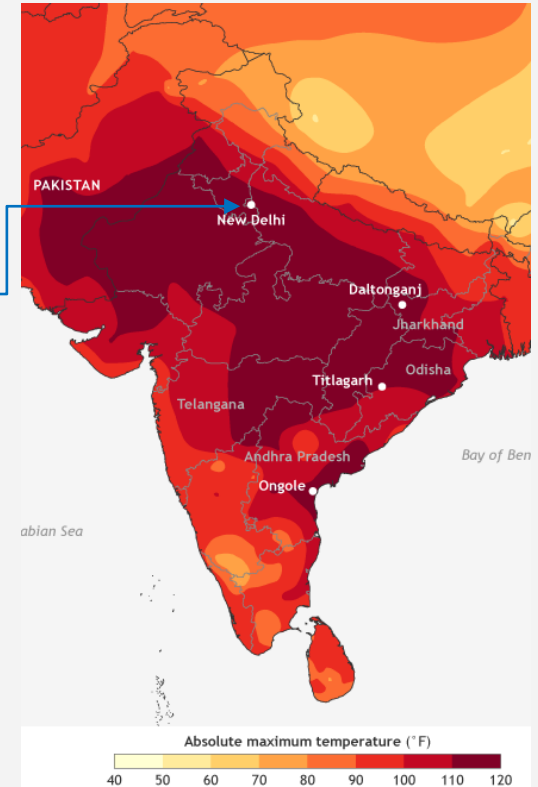 PAKISTAN
New Delhi
Daltonganj
Jharkhand
Titlagarh
Odisha
Telangana
Andhra Pradesh
Bay of Ben
Ongole
abian Sea
Absolute maximum temperature (°F)
40 50 60 70 80 90 100 110 120